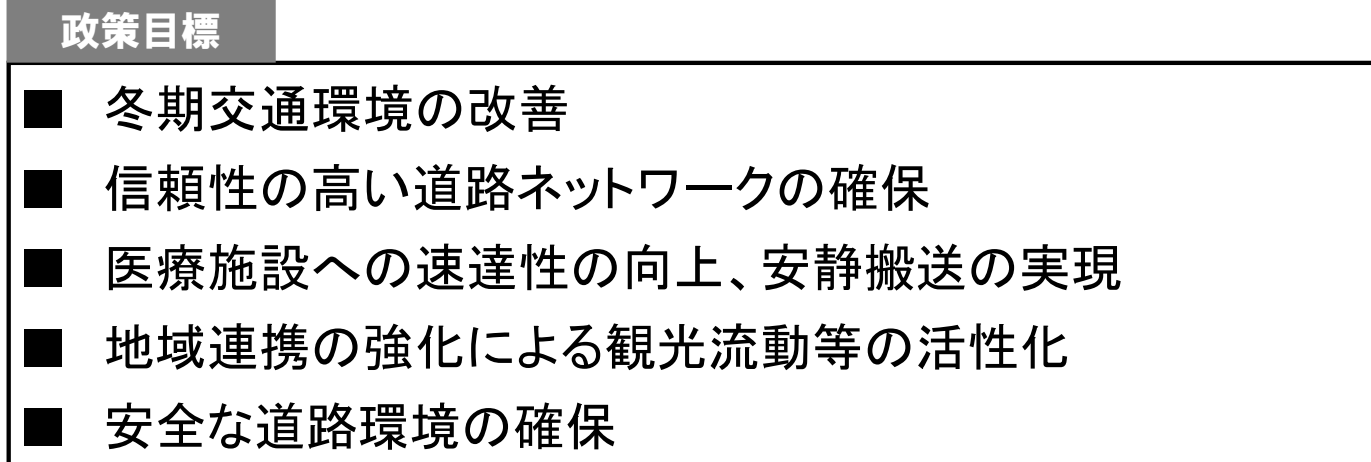 政策目標
■ 冬期交通環境の改善
■ 信頼性の高い道路ネットワークの確保
■ 医療施設への速達性の向上、安静搬送の実現
■ 地域連携の強化による観光流動等の活性化
■ 安全な道路環境の確保